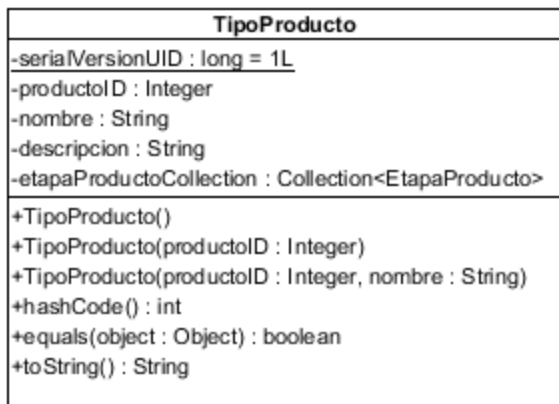 TipoProducto
-serialVersionUID : long = 1L
-productoID : Integer
-nombre : String
-descripcion : String
-etapaProductoCollection : Collection<EtapaProducto>
+TipoProducto()
+TipoProducto(productoID : Integer)
+TipoProducto(productoID : Integer, nombre : String)
+hashCode() : int
+equals(object : Object) : boolean
+toString() : String